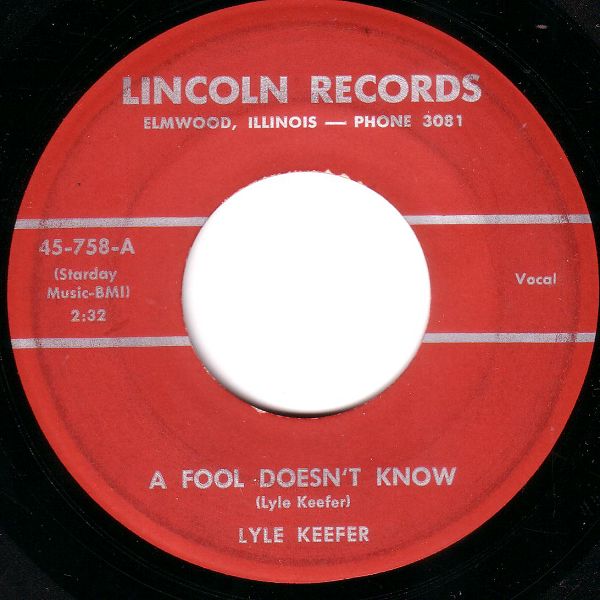 LINCOLN RECORDS
ELMWOOD, ILLINOIS — PHONE 3081
45-758-A
(Starday
Music-BMI)
2:32
Vocal
A FOOL DOESN'T KNOW
(Lyle Keefer)
LYLE KEEFER